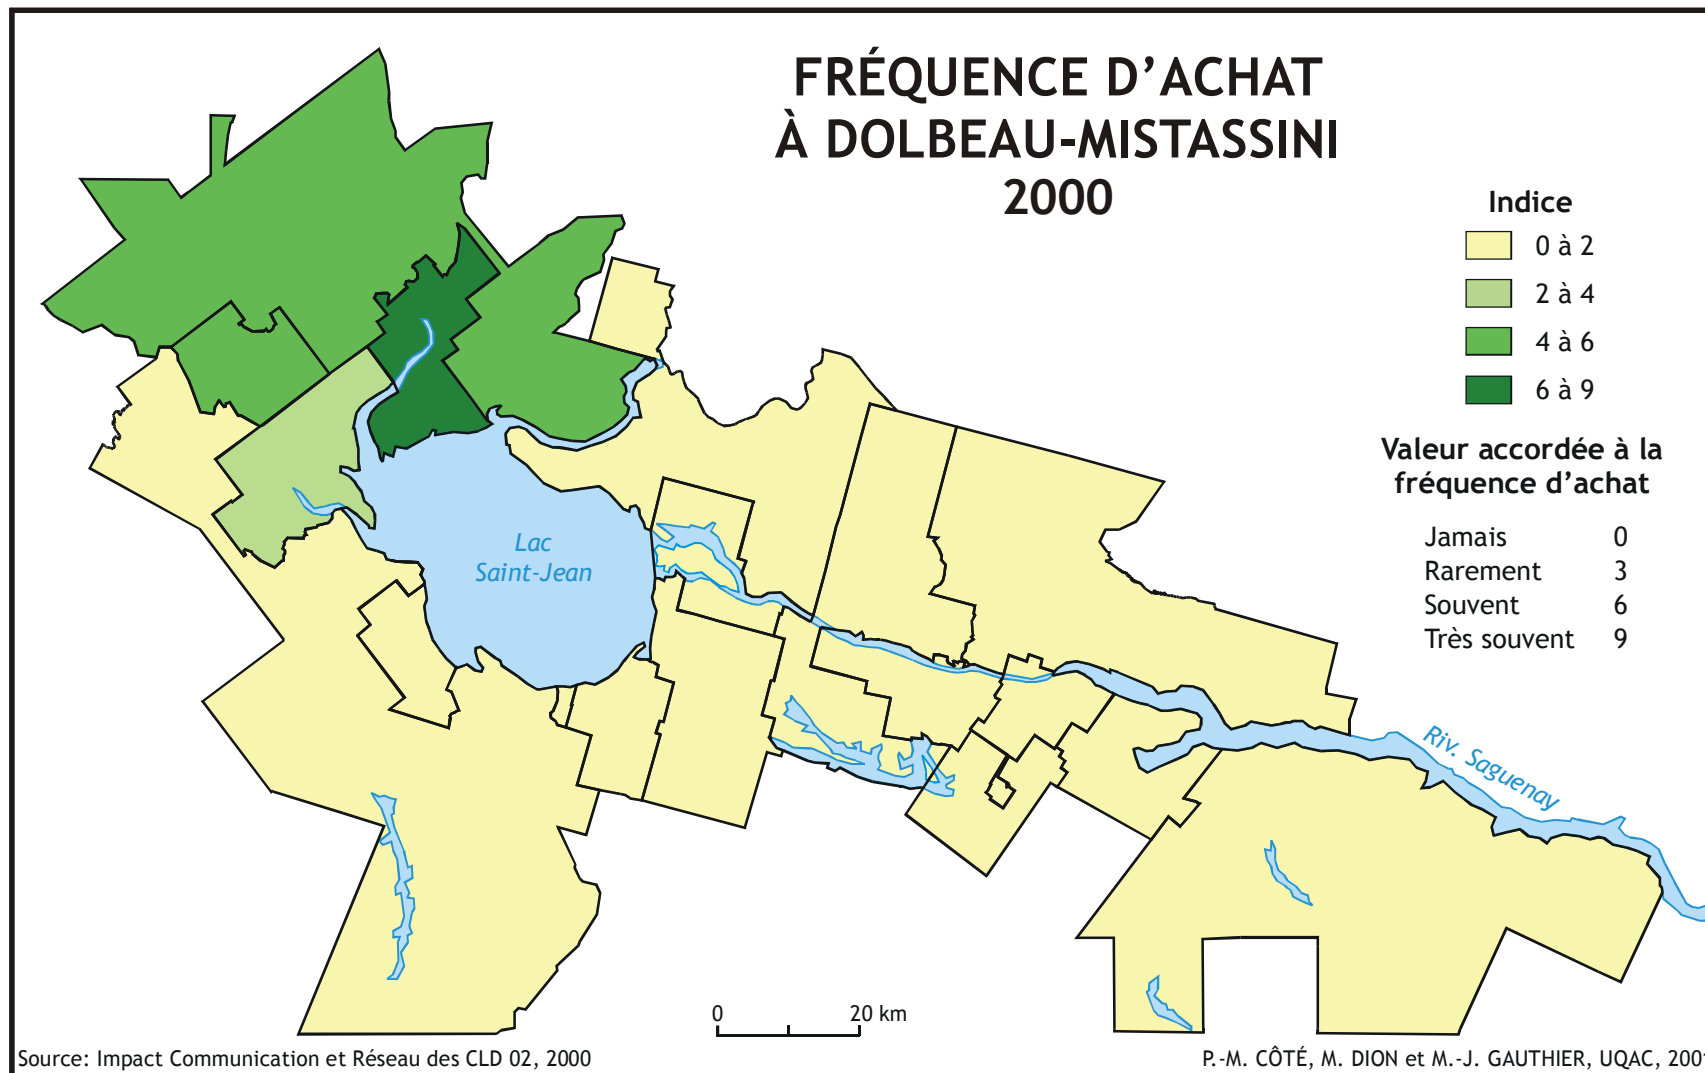 FRÉQUENCE D'ACHAT
À DOLBEAU-MISTASSINI
2000
Indice
0 à 2
2 à 4
4 à 6
6 à 9
Valeur accordée à la
fréquence d'achat
Jamais 0
Rarement 3
Souvent 6
Très souvent 9
Lac
Saint-Jean
Riv. Saguenay
0 20 km
Source: Impact Communication et Réseau des CLD 02, 2000
P.-M. CÔTÉ, M. DION et M.-J. GAUTHIER, UQAC, 2001